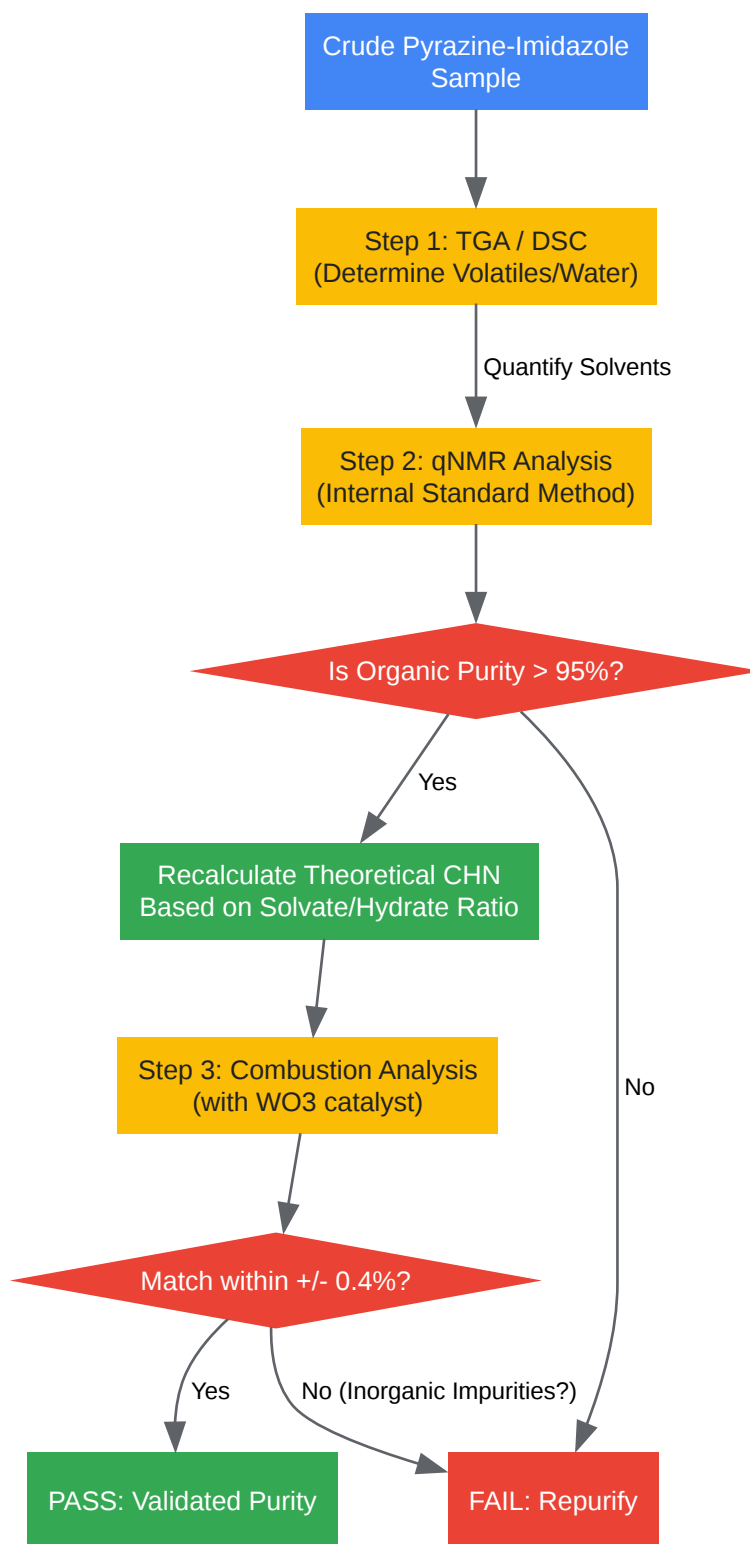 Crude Pyrazine-Imidazole
Sample
Step 1: TGA / DSC
(Determine Volatiles/Water)
Quantify Solvents
Step 2: qNMR Analysis
(Internal Standard Method)
Is Organic Purity > 95%?
Yes
Recalculate Theoretical CHN
Based on Solvate/Hydrate Ratio
Step 3: Combustion Analysis
(with WO3 catalyst)
No
Match within +/- 0.4%?
Yes
No (Inorganic Impurities?)
PASS: Validated Purity
FAIL: Repurify